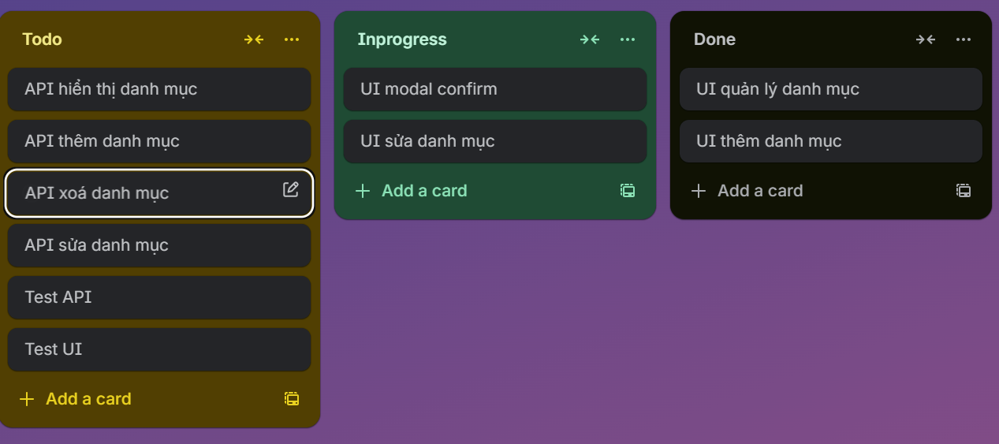 Todo
API hiển thị danh mục
API thêm danh mục
API xoá danh mục
API sửa danh mục
Test API
Test UI
Add a card
Inprogress
UI modal confirm
UI sửa danh mục
Add a card
Done
UI quản lý danh mục
UI thêm danh mục
Add a card